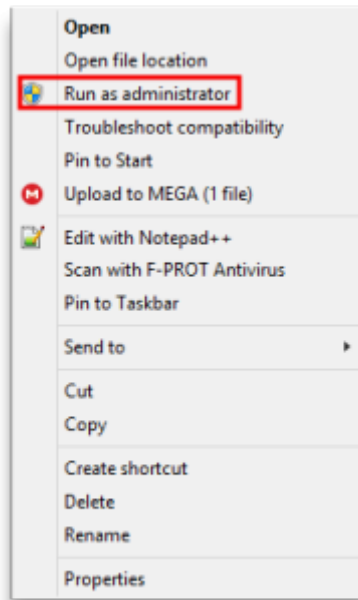 Open
Open file location
Run as administrator
Troubleshoot compatibility
Pin to Start
Upload to MEGA (1 file)
Edit with Notepad++
Scan with F-PROT Antivirus
Pin to Taskbar
Send to
Cut
Copy
Create shortcut
Delete
Rename
Properties